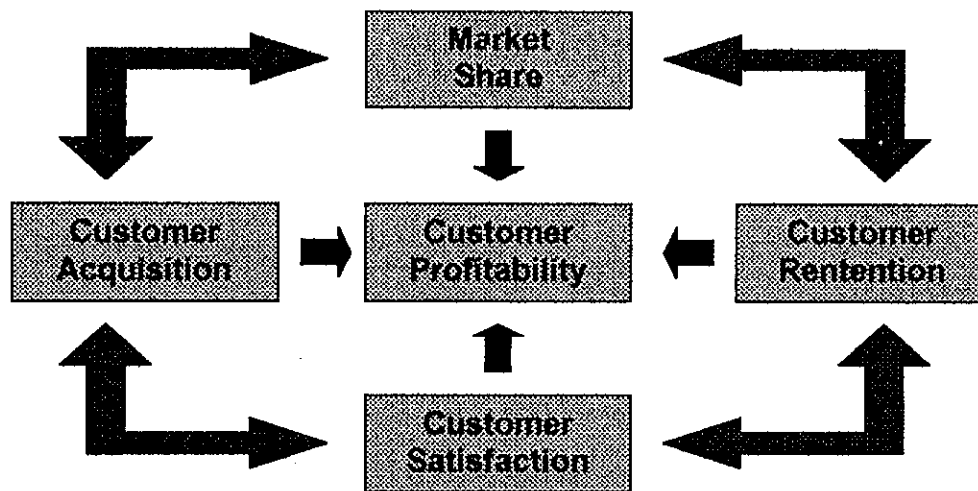 Market
Share
Customer
Acquisition
Customer
Profitability
Customer
Rentention
Customer
Satisfaction